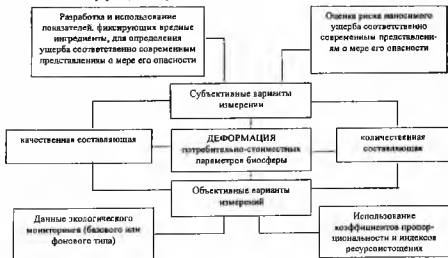 Разработка и использование
показателей, фиксирующих вредные
ингредиенты, для определения
ущерба соответственно современным
представлениям о мере его опасности
Оценка риска наносимого
ущерба соответственно
современным представлени-
ям о мере его опасности
Субъективные варианты
измерении
качественная составляющая
ДЕФОРМАЦИЯ
потребительно-стоимостных
параметров биосферы
количественная
составляющая
Объективные варианты
измерений
Данные экологического
мониторинга (базового или
фонового типа)
Использование
коэффициентов пропор-
циональности и индексов
ресурсоистощения